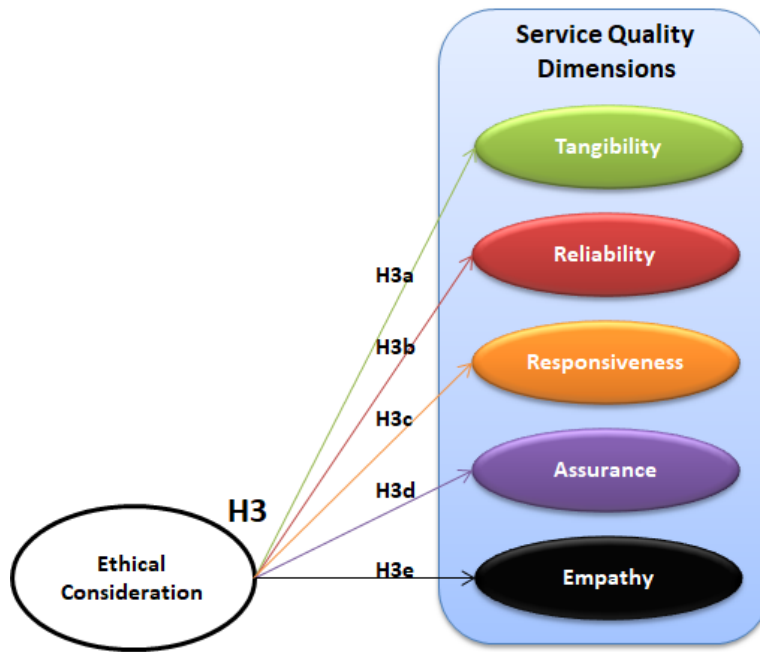 Service Quality
Dimensions
Tangibility
Reliability
H3a
H3b
Responsiveness
H3c
Assurance
H3d
H3
Ethical
Consideration
H3e
Empathy